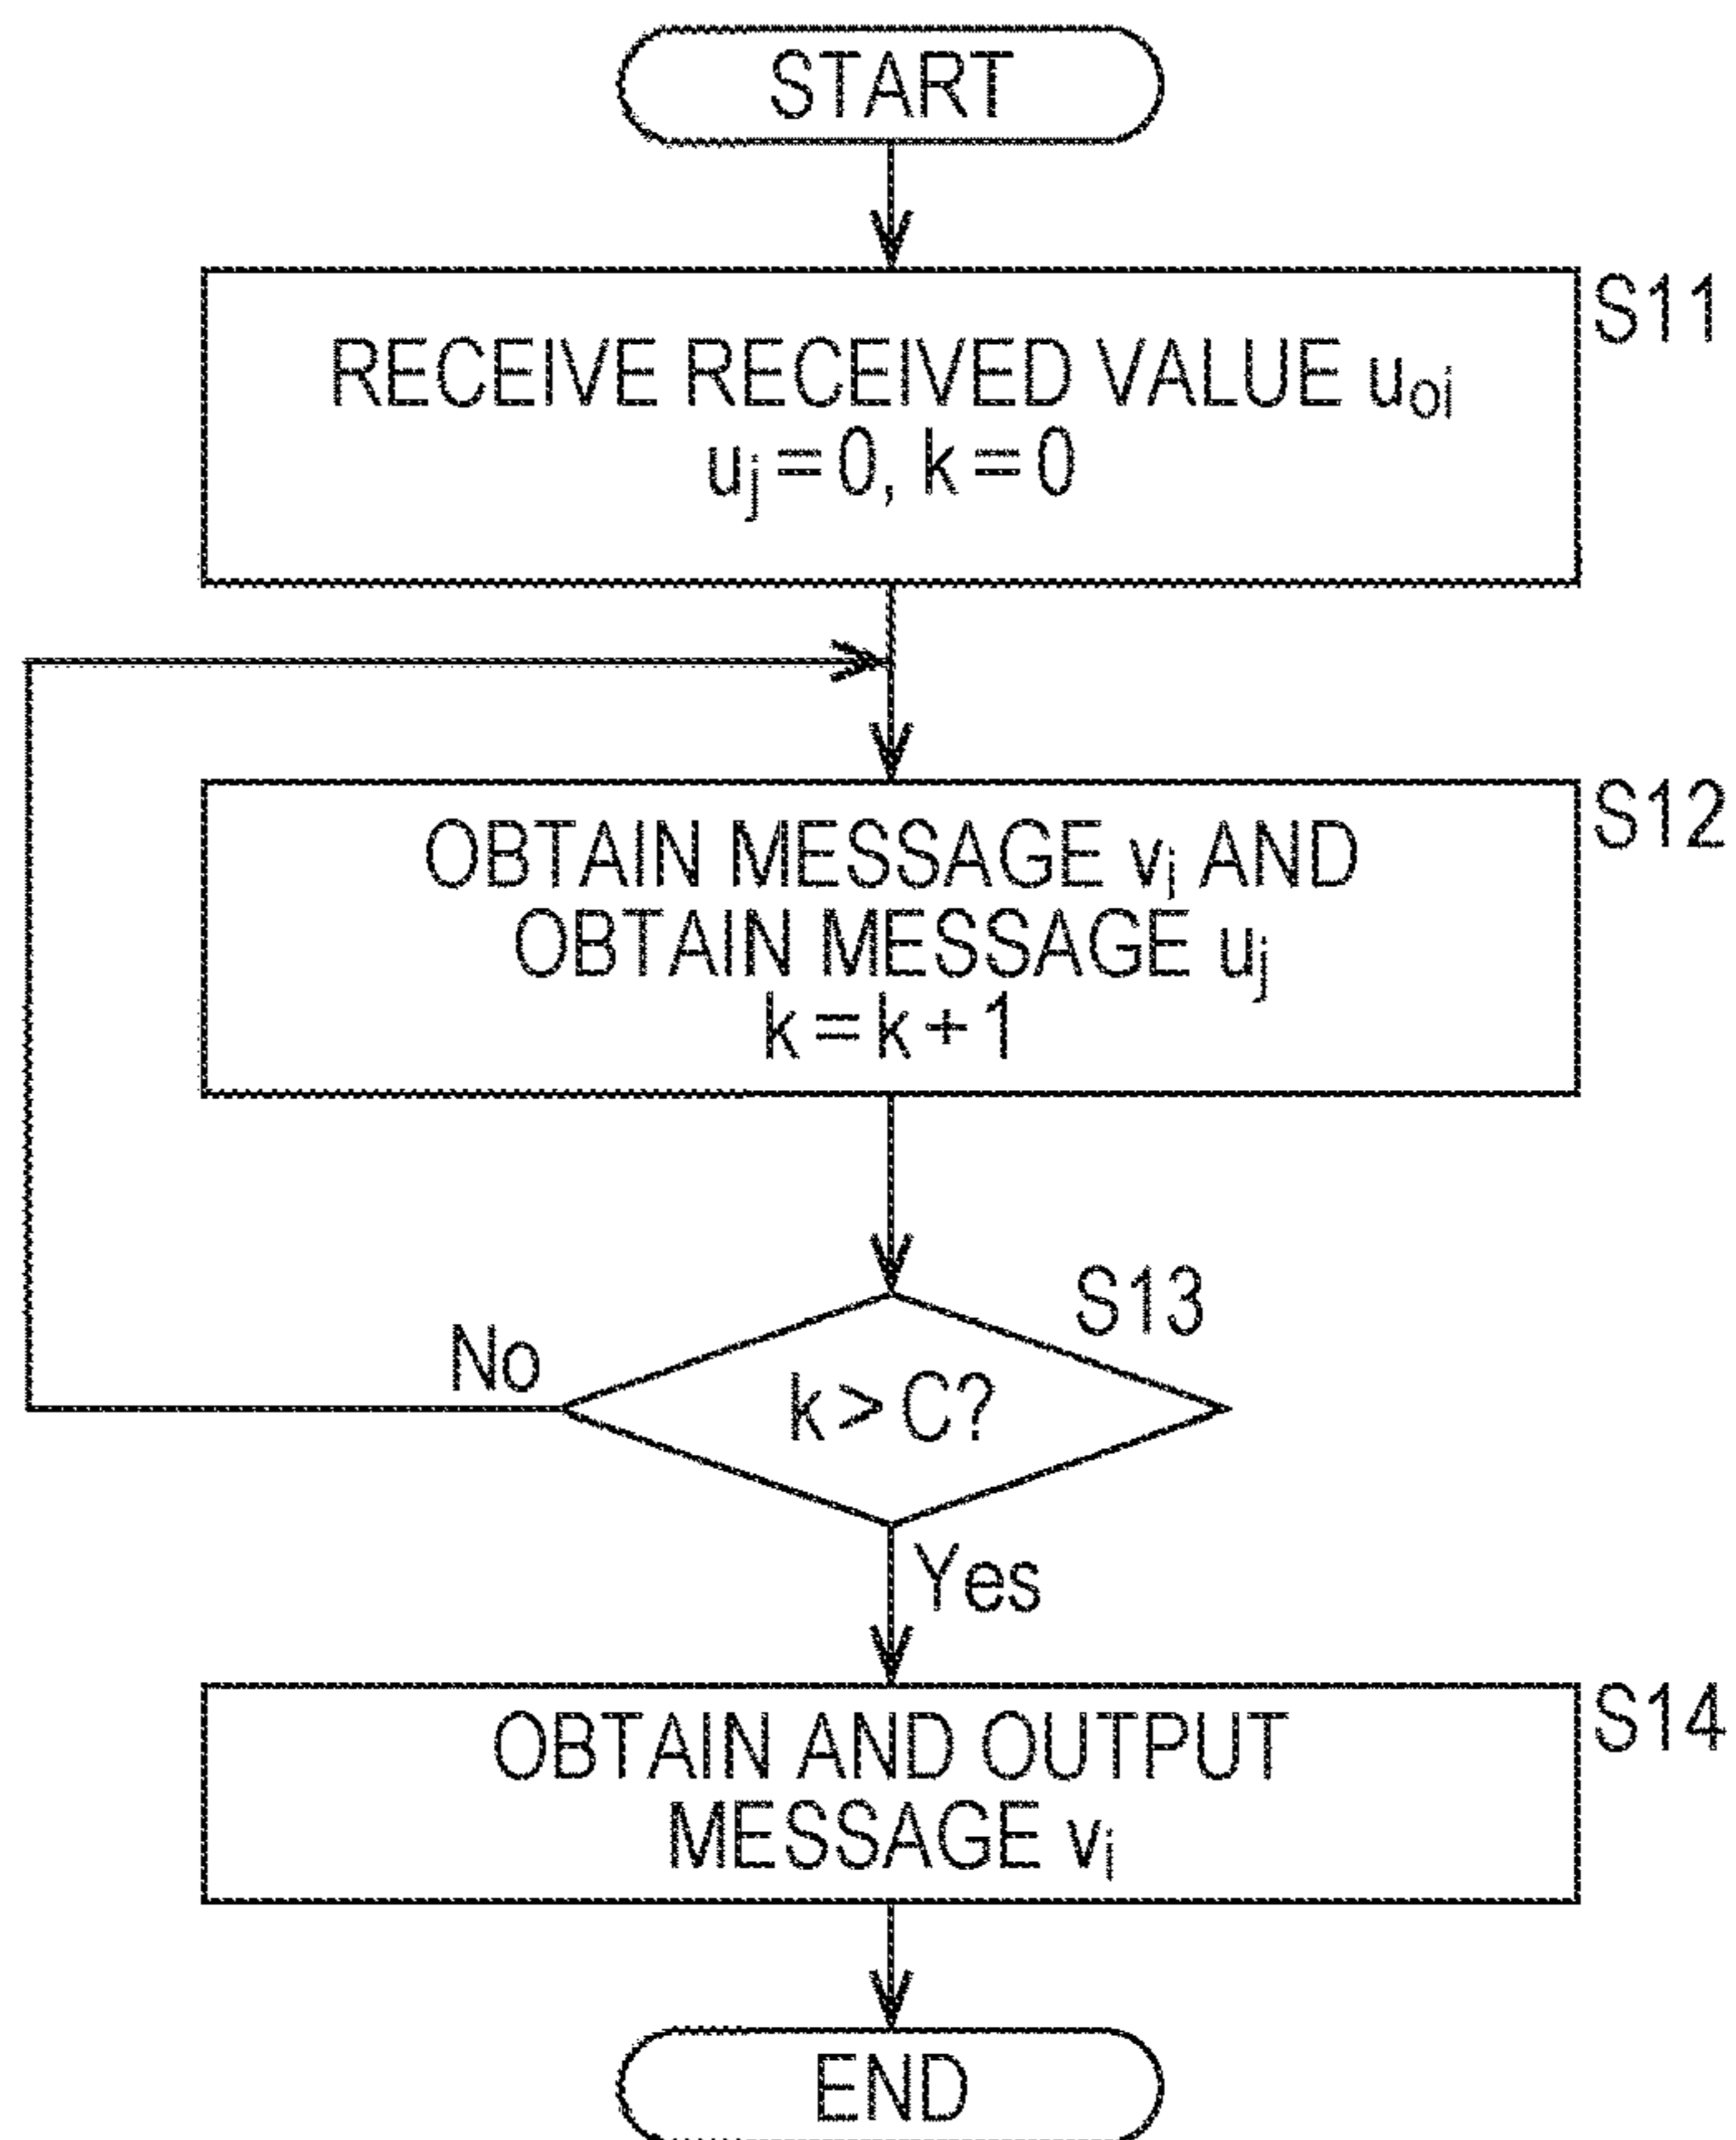 START
S11
RECEIVE RECEIVED VALUE u₀ᵢ
uⱼ=0, k=0
S12
OBTAIN MESSAGE vᵢ AND
OBTAIN MESSAGE uⱼ
k=k+1
S13
No
k>C?
Yes
S14
OBTAIN AND OUTPUT
MESSAGE vᵢ
END